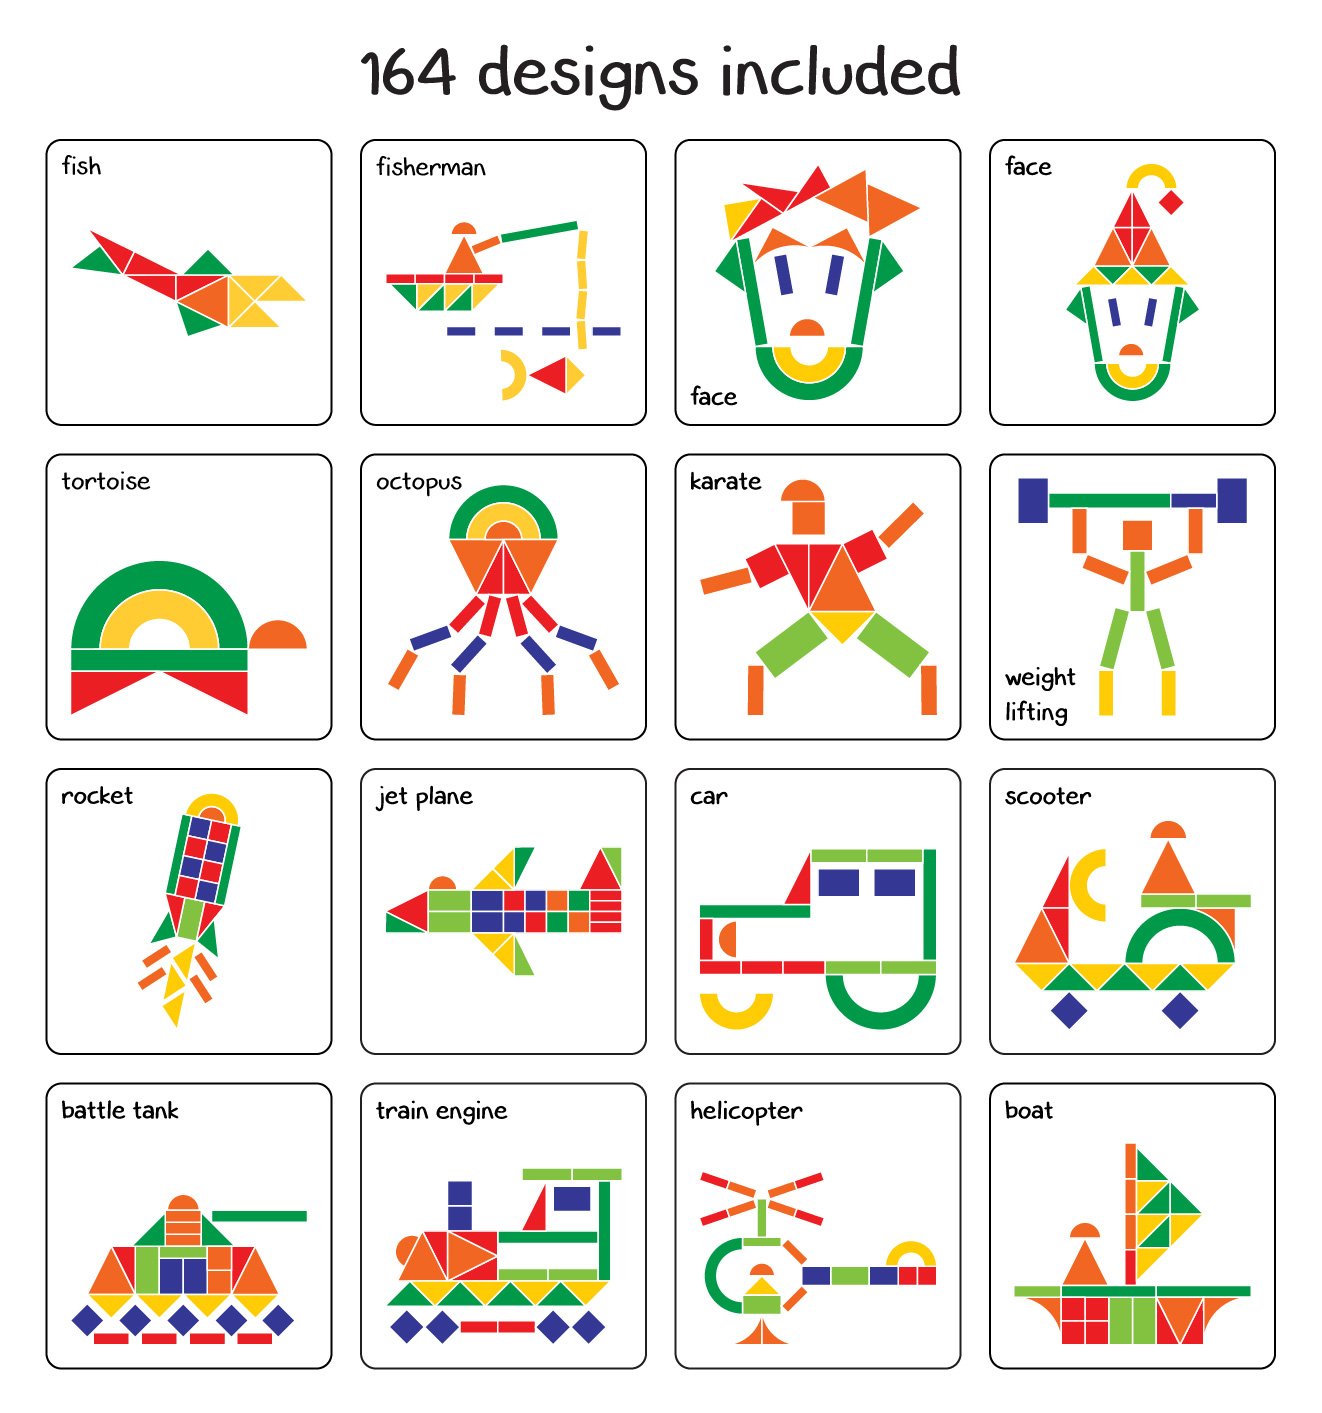 164 designs included
fish
fisherman
face
face
tortoise
octopus
karate
weight
lifting
rocket
jet plane
car
scooter
battle tank
train engine
helicopter
boat